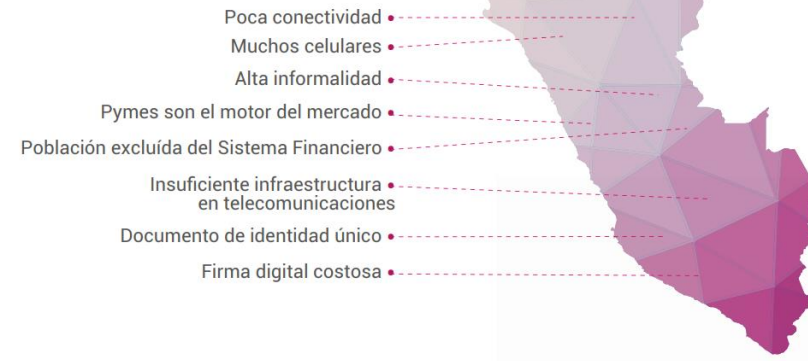 Poca conectividad
Muchos celulares
Alta informalidad
Pymes son el motor del mercado
Población excluída del Sistema Financiero
Insuficiente infraestructura
en telecomunicaciones
Documento de identidad único
Firma digital costosa